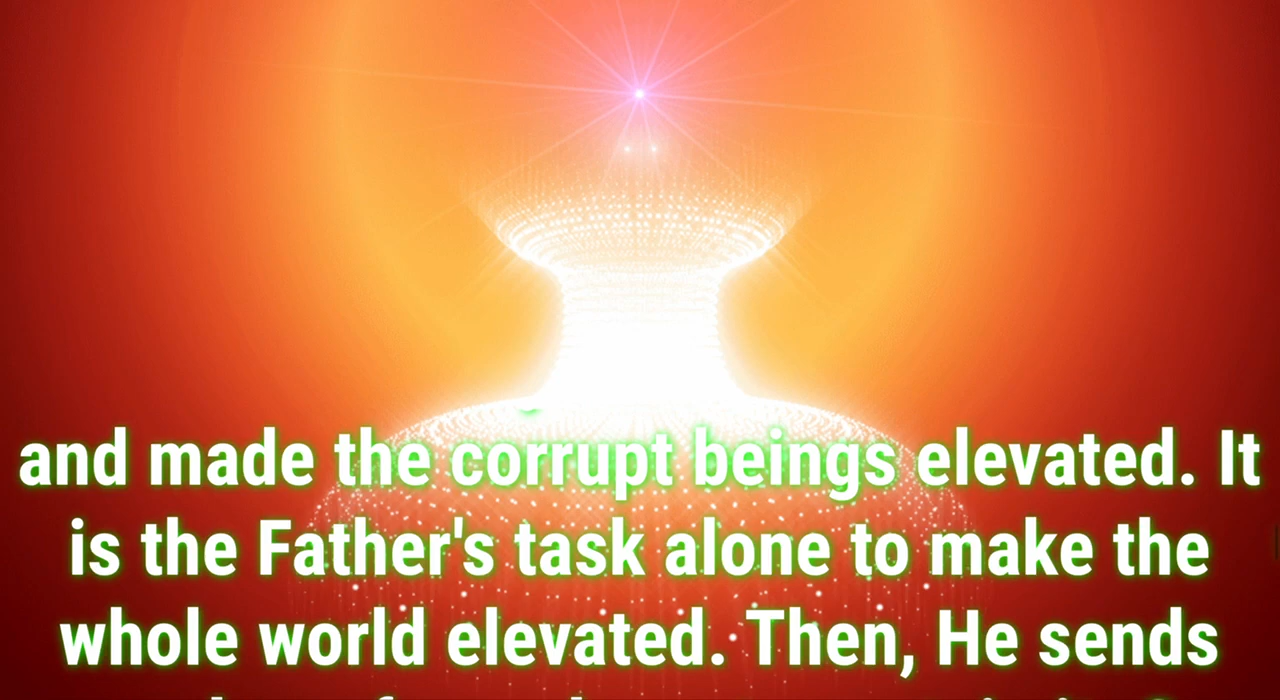 and made the corrupt beings elevated. It
is the Father's task alone to make the
whole world elevated. Then, He sends